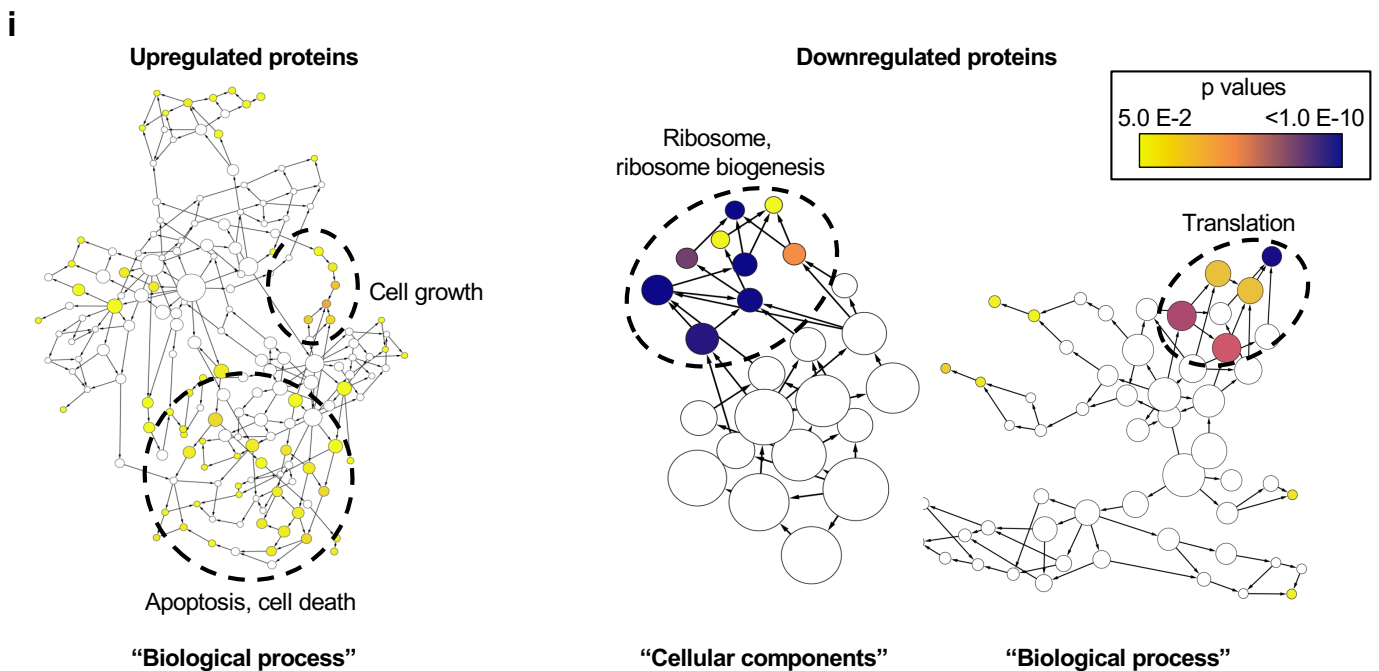 i
Upregulated proteins
Downregulated proteins
p values
5.0 E-2
<1.0 E-10
Ribosome,
ribosome biogenesis
Translation
Cell growth
Apoptosis, cell death
“Biological process”
“Cellular components”
“Biological process”